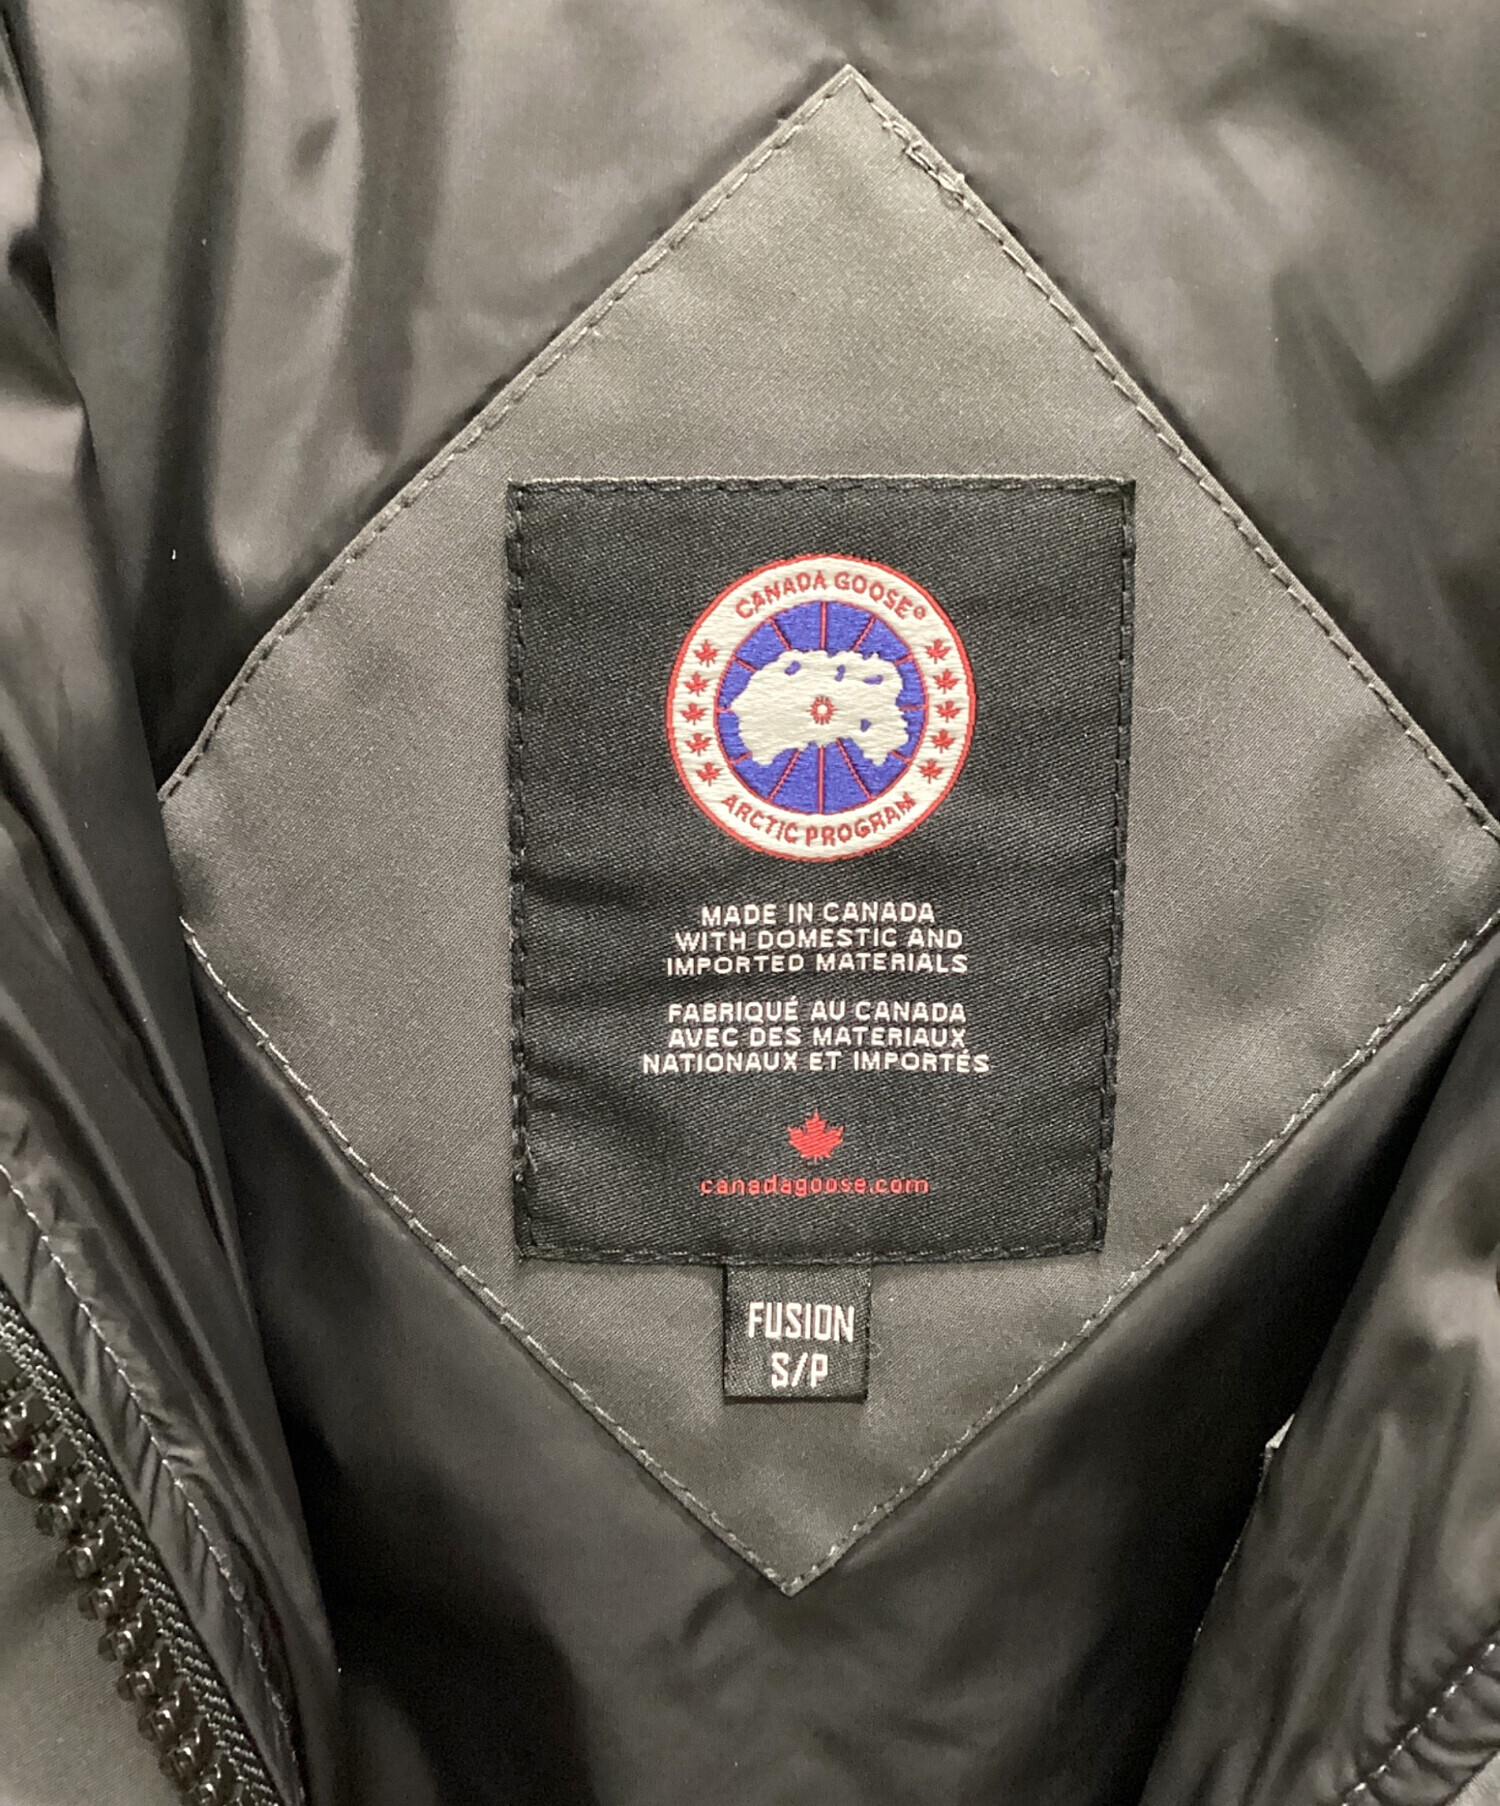 CANADA GOOSE®
ARCTIC PROGRAM
MADE IN CANADA
WITH DOMESTIC AND
IMPORTED MATERIALS
FABRIQUÉ AU CANADA
AVEC DES MATERIAUX
NATIONAUX ET IMPORTÉS
canadagoose.com
FUSION
S/P